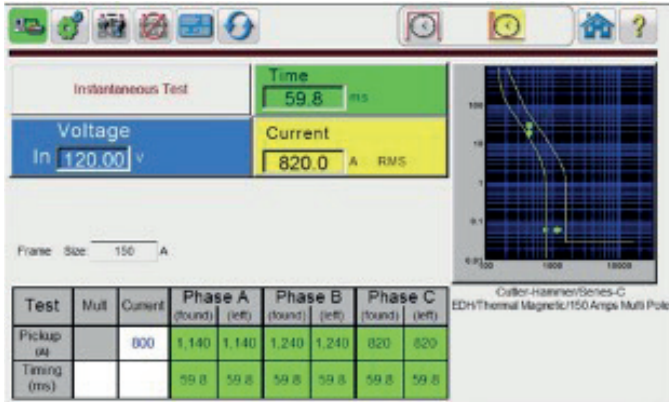 ?
Instantaneous Test
Time
59.8 ms
Voltage
In 120.00 v
Current
820.0 A RMS
100
10
1
0.1
0.01
100 1000 10000
Frame Size 150 A
Cutler-Hammer/Series-C
EDH/Thermal Magnetic/150 Amps Multi Pole
Test Mult Current Phase A Phase B Phase C
(found) (left) (found) (left) (found) (left)
Pickup (A) 800 1,140 1,140 1,240 1,240 820 820
Timing (ms) 59.8 59.8 59.8 59.8 59.8 59.8